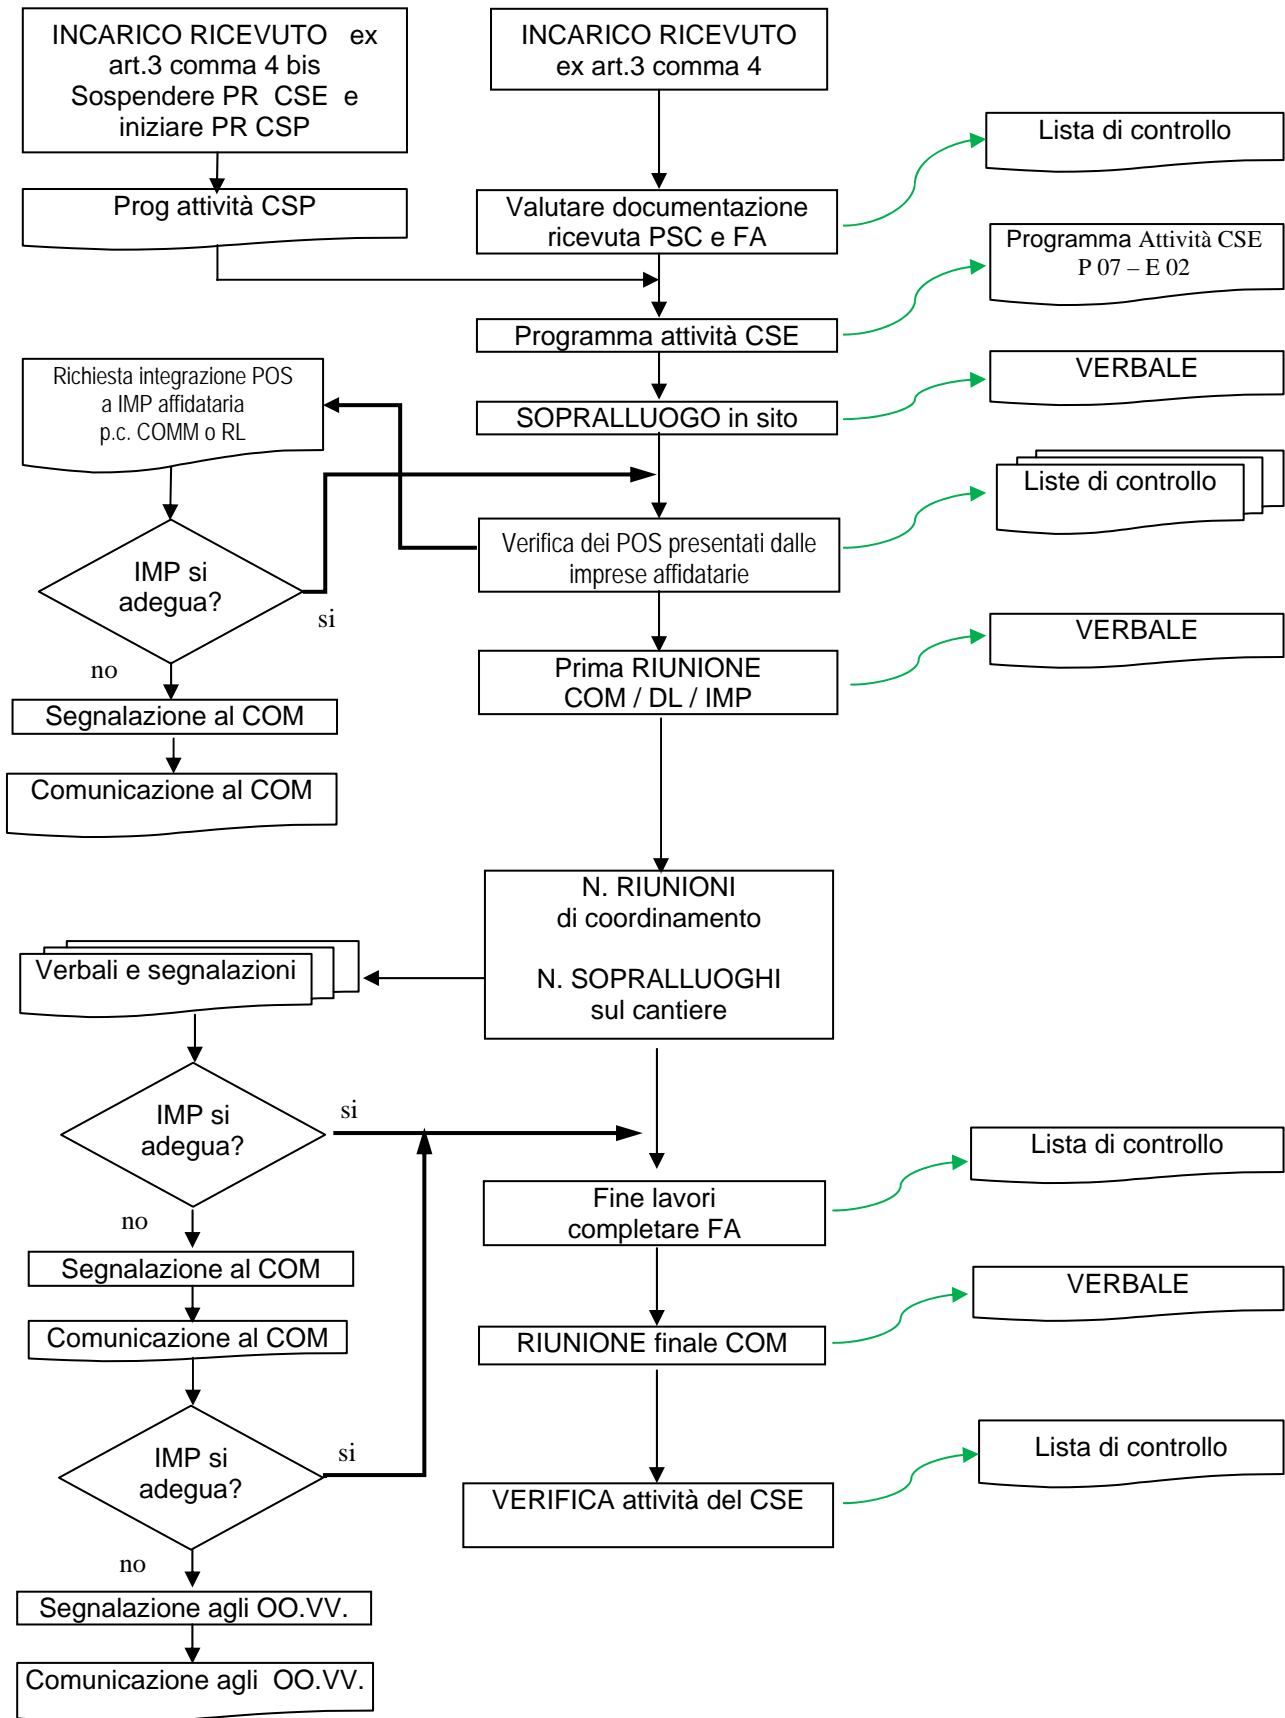 INCARICO RICEVUTO ex
art.3 comma 4 bis
Sospendere PR CSE e
iniziare PR CSP
INCARICO RICEVUTO
ex art.3 comma 4
Lista di controllo
Prog attività CSP
Valutare documentazione
ricevuta PSC e FA
Programma Attività CSE
P 07 – E 02
Programma attività CSE
Richiesta integrazione POS
a IMP affidataria
p.c. COMM o RL
VERBALE
SOPRALLUOGO in sito
Liste di controllo
Verifica dei POS presentati dalle
imprese affidatarie
IMP si
adegua?
si
no
VERBALE
Prima RIUNIONE
COM / DL / IMP
Segnalazione al COM
Comunicazione al COM
N. RIUNIONI
di coordinamento
N. SOPRALLUOGHI
sul cantiere
Verbali e segnalazioni
IMP si
adegua?
si
no
Lista di controllo
Fine lavori
completare FA
Segnalazione al COM
VERBALE
Comunicazione al COM
RIUNIONE finale COM
IMP si
adegua?
si
no
Lista di controllo
VERIFICA attività del CSE
Segnalazione agli OO.VV.
Comunicazione agli OO.VV.